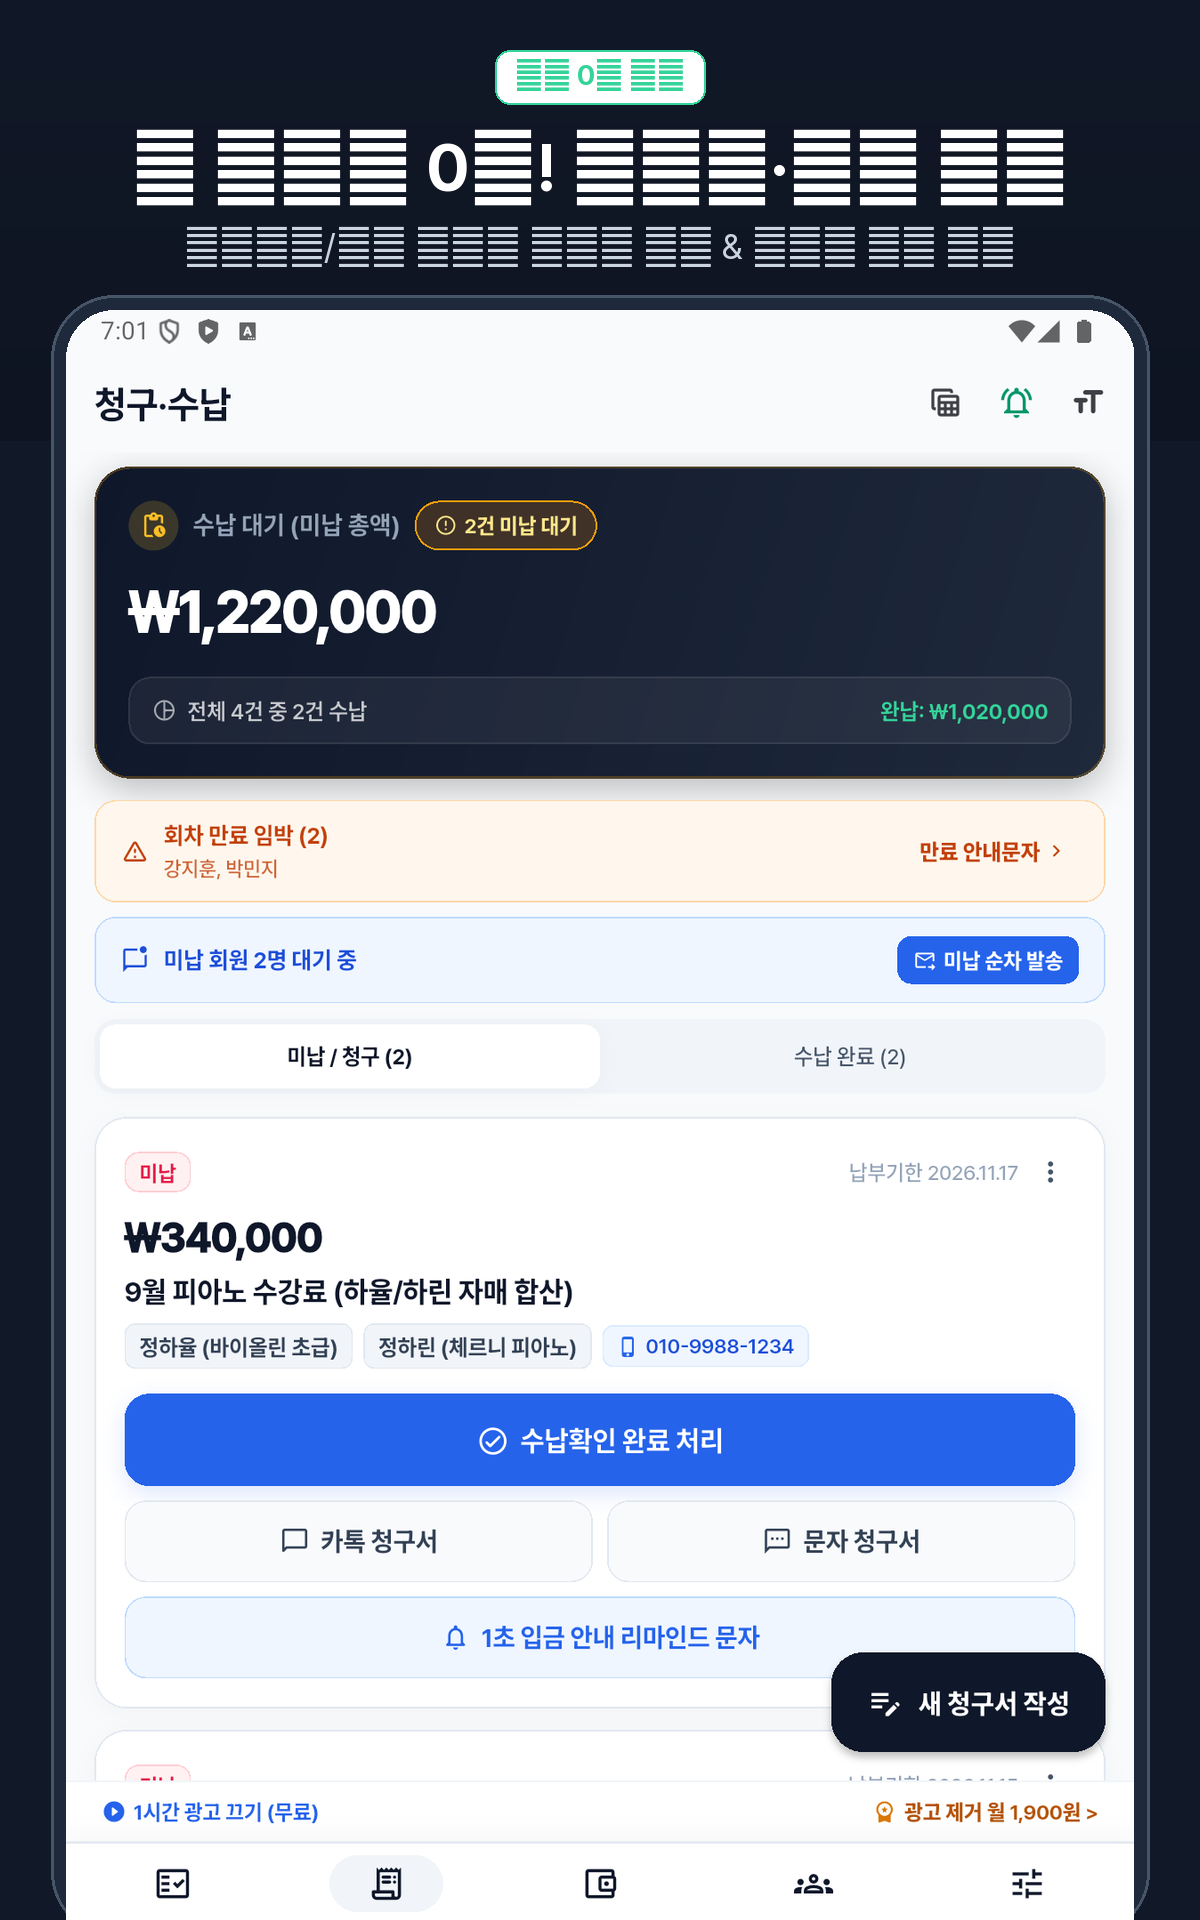 7:01
청구·수납
수납 대기 (미납 총액) 2건 미납 대기
₩1,220,000
전체 4건 중 2건 수납 완납: ₩1,020,000
회차 만료 임박 (2)
강지훈, 박민지
만료 안내문자 >
미납 회원 2명 대기 중 미납 순차 발송
미납 / 청구 (2) 수납 완료 (2)
미납 납부기한 2026.11.17
₩340,000
9월 피아노 수강료 (하율/하린 자매 합산)
정하율 (바이올린 초급) 정하린 (체르니 피아노) 010-9988-1234
수납확인 완료 처리
카톡 청구서 문자 청구서
1초 입금 안내 리마인드 문자
새 청구서 작성
1시간 광고 끄기 (무료) 광고 제거 월 1,900원 >